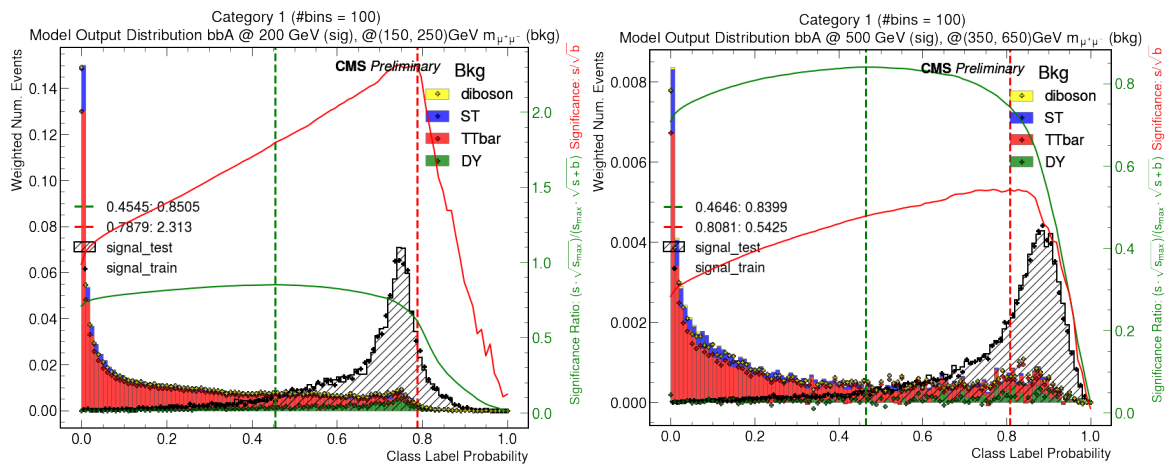 Category 1 (#bins = 100)
Model Output Distribution bbA @ 200 GeV (sig), @(150, 250)GeV m_μ⁺μ⁻ (bkg)
Weighted Num. Events
0.14
0.12
0.10
0.08
0.06
0.04
0.02
0.00
CMS Preliminary
Bkg
diboson
ST
TTbar
DY
0.4545: 0.8505
0.7879: 2.313
signal_test
signal_train
0.0 0.2 0.4 0.6 0.8 1.0
Class Label Probability
2.0
1.5
1.0
0.5
0.0
Significance Ratio: (s · √s_max)/(s_max · √s + b) Significance: s/√b
Category 1 (#bins = 100)
Model Output Distribution bbA @ 500 GeV (sig), @(350, 650)GeV m_μ⁺μ⁻ (bkg)
Weighted Num. Events
0.008
0.006
0.004
0.002
0.000
CMS Preliminary
Bkg
diboson
ST
TTbar
DY
0.4646: 0.8399
0.8081: 0.5425
signal_test
signal_train
0.0 0.2 0.4 0.6 0.8 1.0
Class Label Probability
0.8
0.6
0.4
0.2
0.0
Significance Ratio: (s · √s_max)/(s_max · √s + b) Significance: s/√b